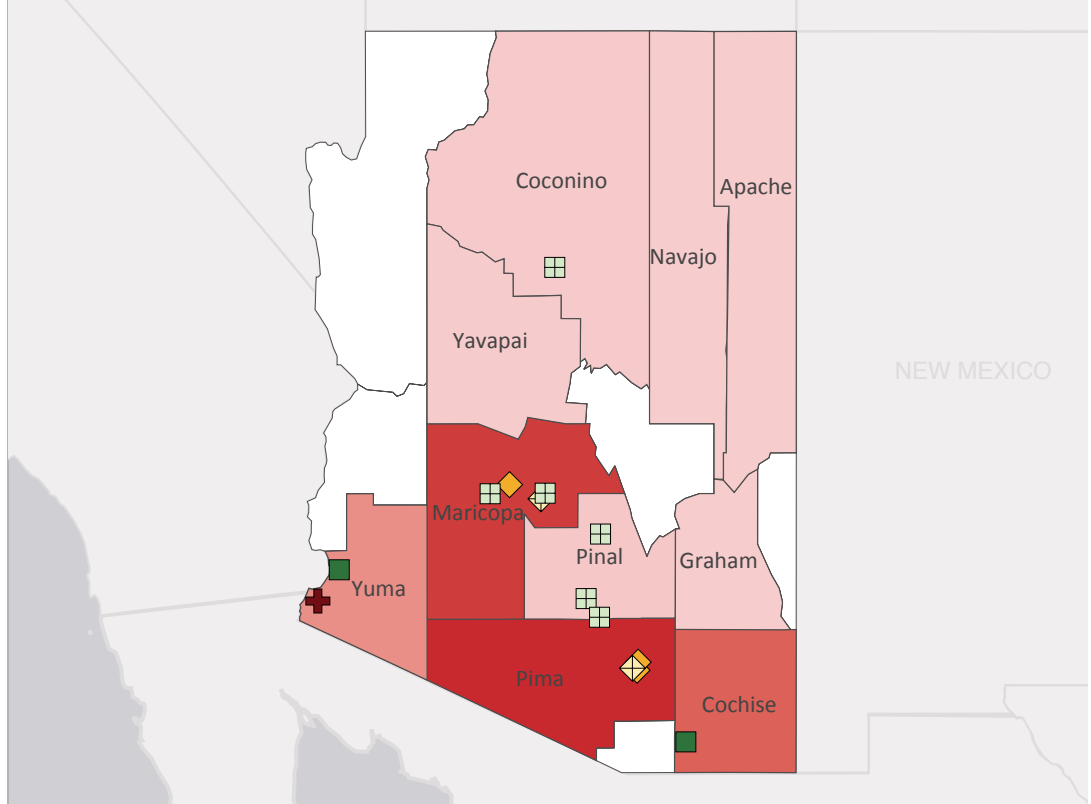 Coconino
Apache
Navajo
Yavapai
NEW MEXICO
Maricopa
Pinal
Graham
Yuma
Pima
Cochise